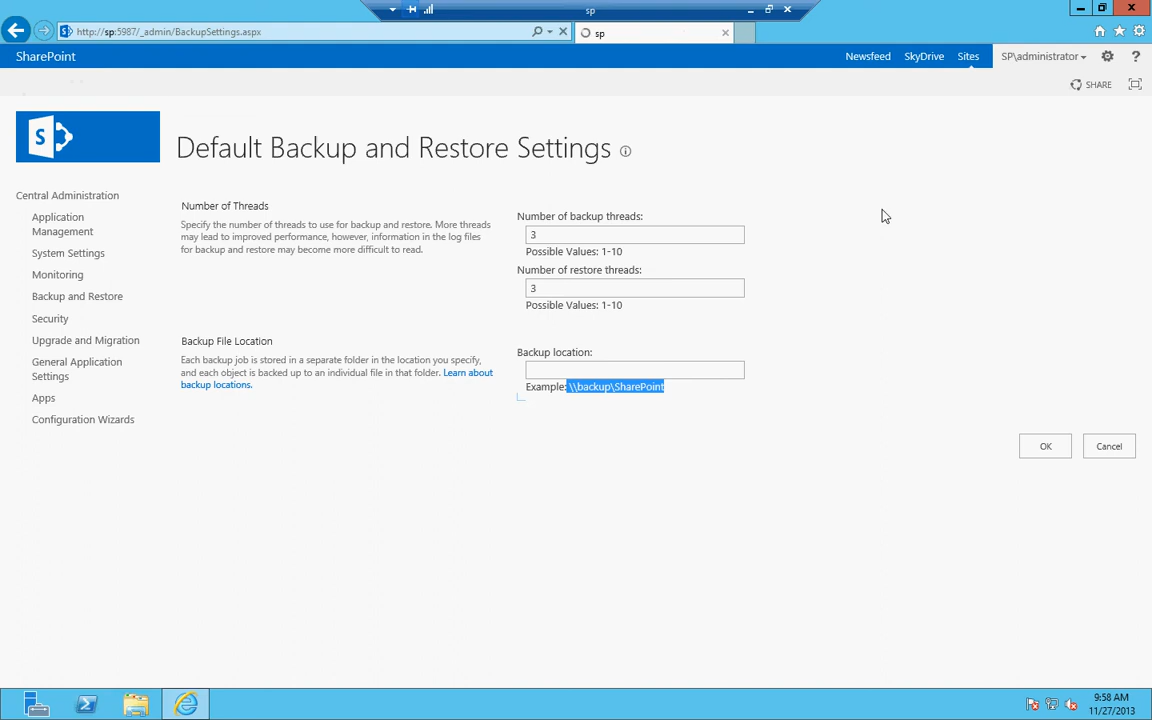 sp
http://sp:5987/_admin/BackupSettings.aspx
sp
SharePoint
Newsfeed SkyDrive Sites SP\administrator
SHARE
Default Backup and Restore Settings
Central Administration
Application Management
System Settings
Monitoring
Backup and Restore
Security
Upgrade and Migration
General Application Settings
Apps
Configuration Wizards
Number of Threads
Specify the number of threads to use for backup and restore. More threads
may lead to improved performance, however, information in the log files
for backup and restore may become more difficult to read.
Number of backup threads:
3
Possible Values: 1-10
Number of restore threads:
3
Possible Values: 1-10
Backup File Location
Each backup job is stored in a separate folder in the location you specify,
and each object is backed up to an individual file in that folder. Learn about
backup locations.
Backup location:
Example: \\backup\SharePoint
OK Cancel
9:58 AM
11/27/2013